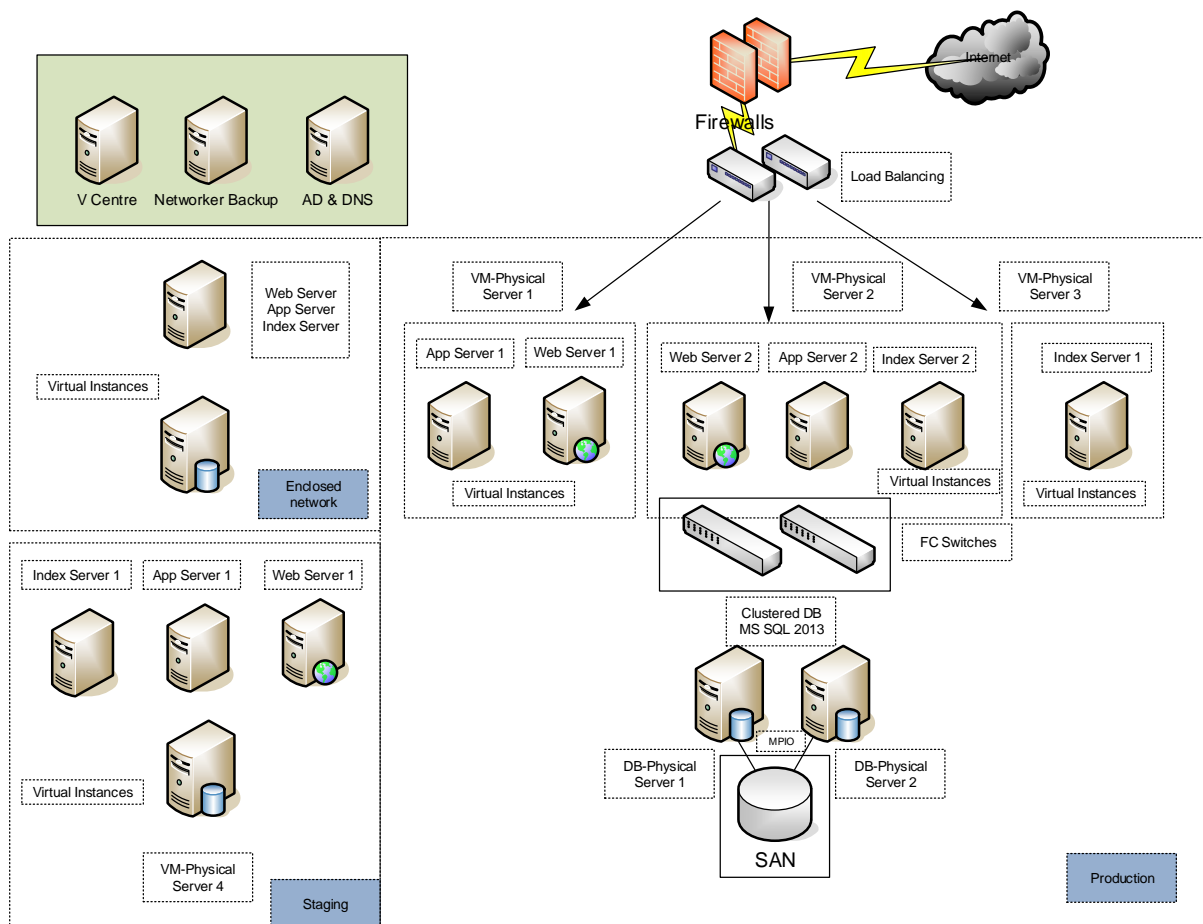 Internet
Firewalls
Load Balancing
V Centre
Networker Backup
AD & DNS
Web Server
App Server
Index Server
Virtual Instances
Enclosed
network
VM-Physical
Server 1
VM-Physical
Server 2
VM-Physical
Server 3
App Server 1
Web Server 1
Virtual Instances
Web Server 2
App Server 2
Index Server 2
Virtual Instances
Index Server 1
Virtual Instances
FC Switches
Clustered DB
MS SQL 2013
MPIO
DB-Physical
Server 1
DB-Physical
Server 2
SAN
Production
Index Server 1
App Server 1
Web Server 1
Virtual Instances
VM-Physical
Server 4
Staging